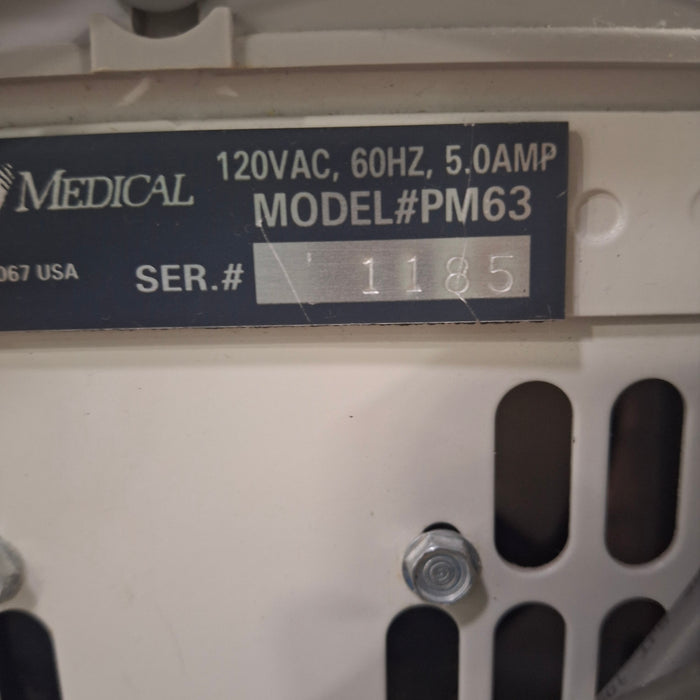 120VAC, 60HZ, 5.0AMP
MEDICAL
MODEL#PM63
067 USA
SER.# 1185